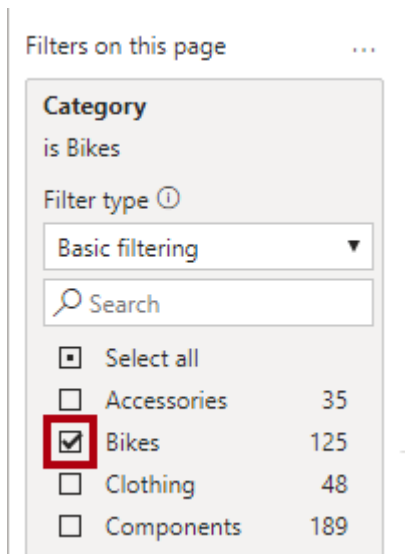 Filters on this page ...
Category
is Bikes
Filter type ⓘ
Basic filtering
Search
Select all
Accessories 35
Bikes 125
Clothing 48
Components 189